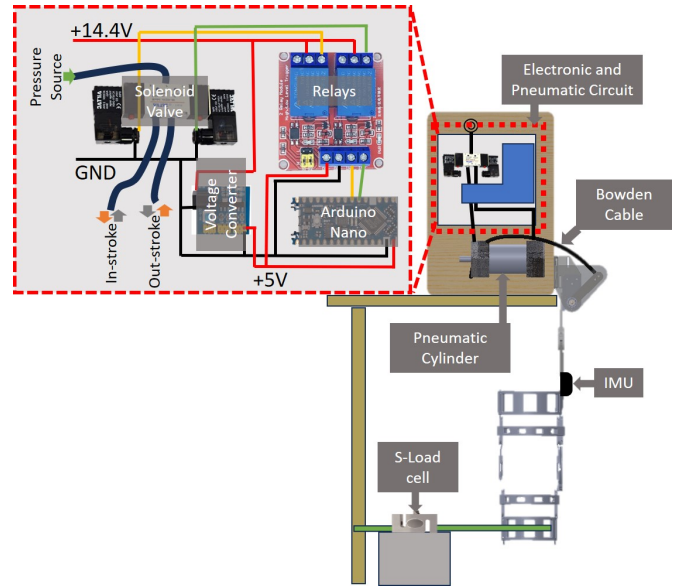 +14.4V
Pressure
Source
Solenoid
Valve
Relays
GND
Voltage
Converter
Arduino
Nano
In-stroke
Out-stroke
+5V
Electronic and
Pneumatic Circuit
Bowden
Cable
Pneumatic
Cylinder
IMU
S-Load
cell